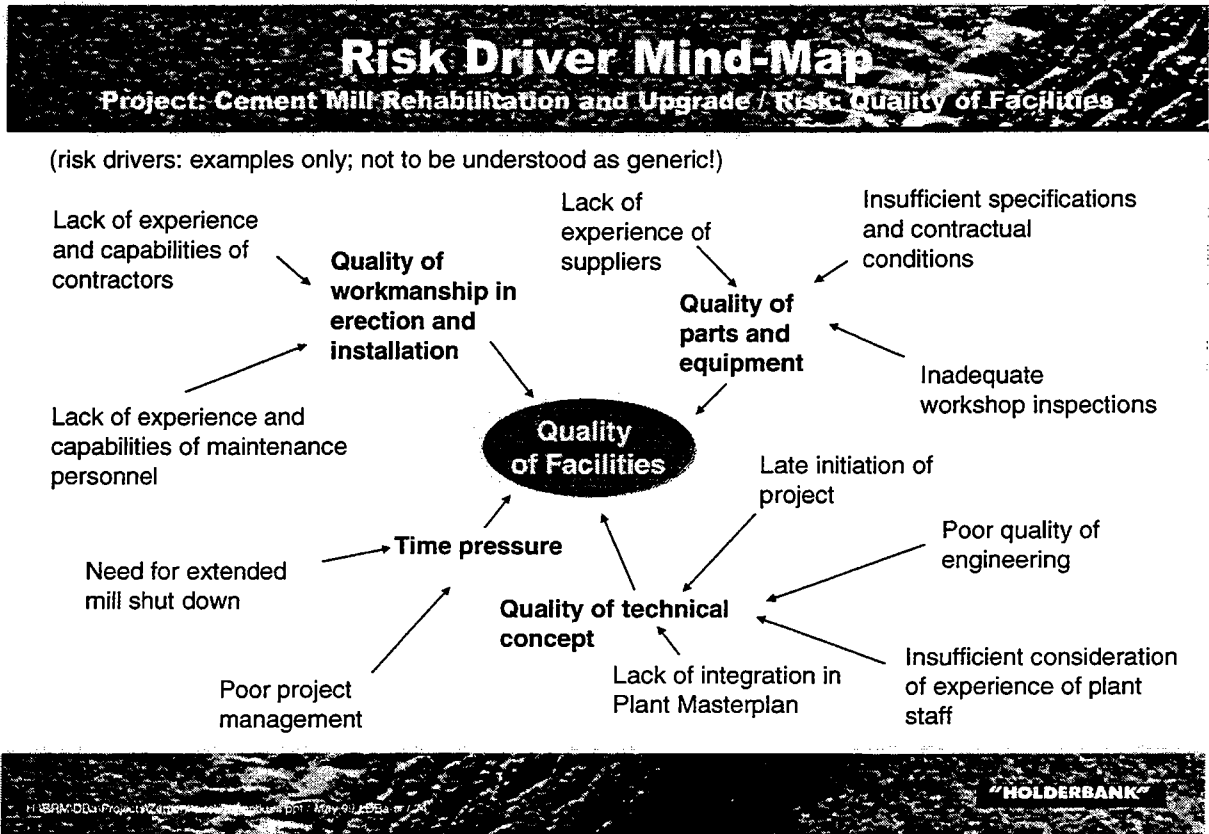 Risk Driver Mind-Map
Project: Cement Mill Rehabilitation and Upgrade / Risk: Quality of Facilities
(risk drivers: examples only; not to be understood as generic!)
Lack of experience
and capabilities of
contractors
Quality of
workmanship in
erection and
installation
Lack of experience and
capabilities of maintenance
personnel
Lack of
experience of
suppliers
Insufficient specifications
and contractual
conditions
Quality of
parts and
equipment
Inadequate
workshop inspections
Quality
of Facilities
Time pressure
Need for extended
mill shut down
Poor project
management
Late initiation of
project
Poor quality of
engineering
Quality of technical
concept
Lack of integration in
Plant Masterplan
Insufficient consideration
of experience of plant
staff
"HOLDERBANK"